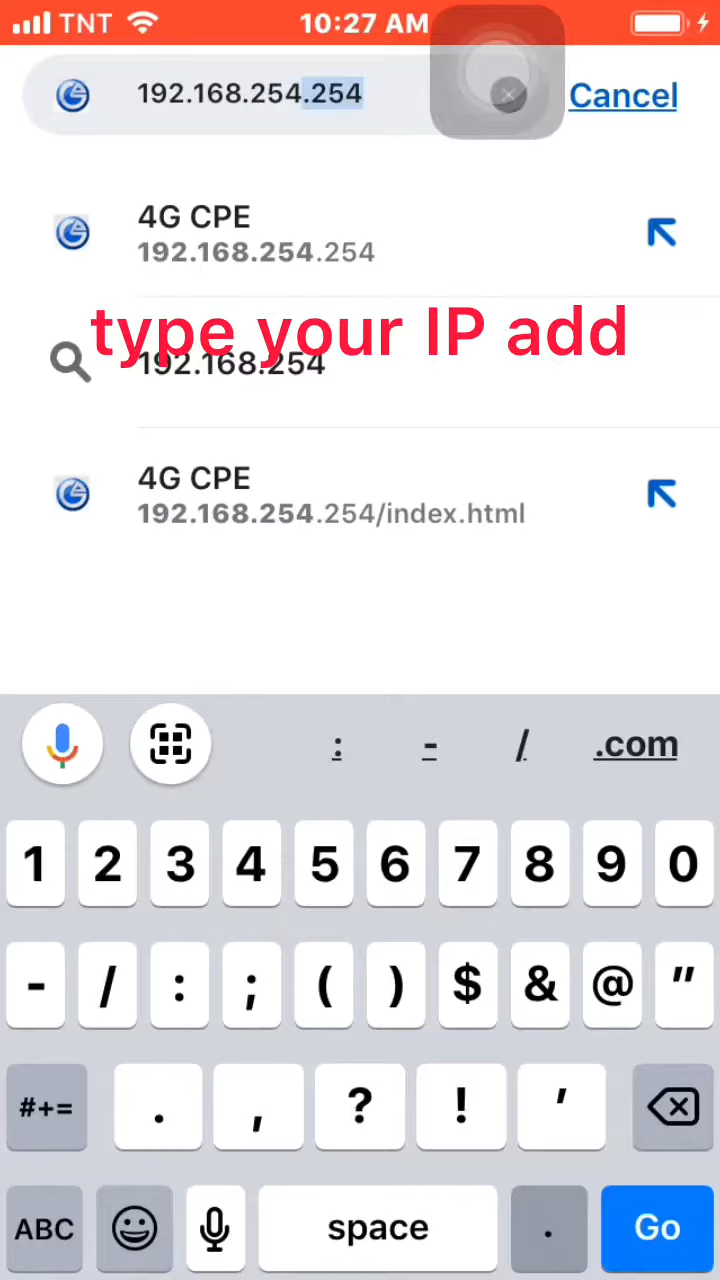 TNT 10:27 AM
192.168.254.254 Cancel
4G CPE
192.168.254.254
type your IP add
192.168.254
4G CPE
192.168.254.254/index.html
: - / .com
1 2 3 4 5 6 7 8 9 0
- / : ; ( ) $ & @ "
#+= . , ? ! '
ABC space . Go